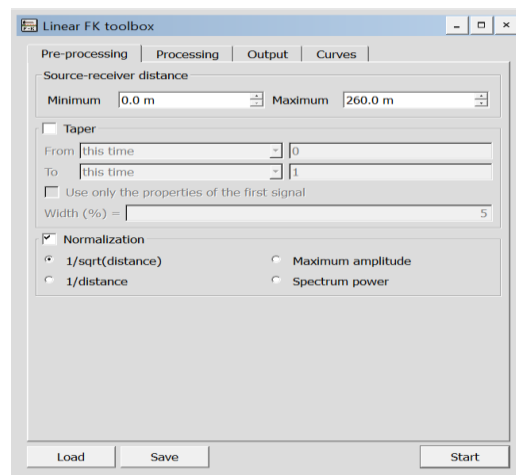 Linear FK toolbox
Pre-processing Processing Output Curves
Source-receiver distance
Minimum 0.0 m Maximum 260.0 m
Taper
From this time 0
To this time 1
Use only the properties of the first signal
Width (%) = 5
Normalization
1/sqrt(distance) Maximum amplitude
1/distance Spectrum power
Load Save Start